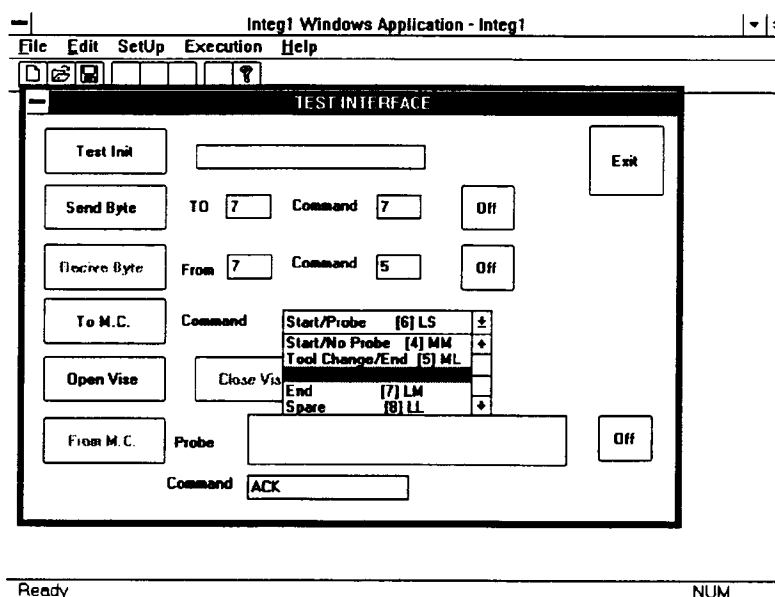 Integ1 Windows Application - Integ1
File Edit SetUp Execution Help
TEST INTERFACE
Test Init
Exit
Send Byte TO 7 Command 7 Off
Recive Byte From 7 Command 5 Off
To M.C. Command Start/Probe [6] LS
Start/No Probe [4] MM
Tool Change/End [5] ML
Open Vise Close Vis
End [7] LM
Spare [8] LL
From M.C. Probe Off
Command ACK
Ready NUM